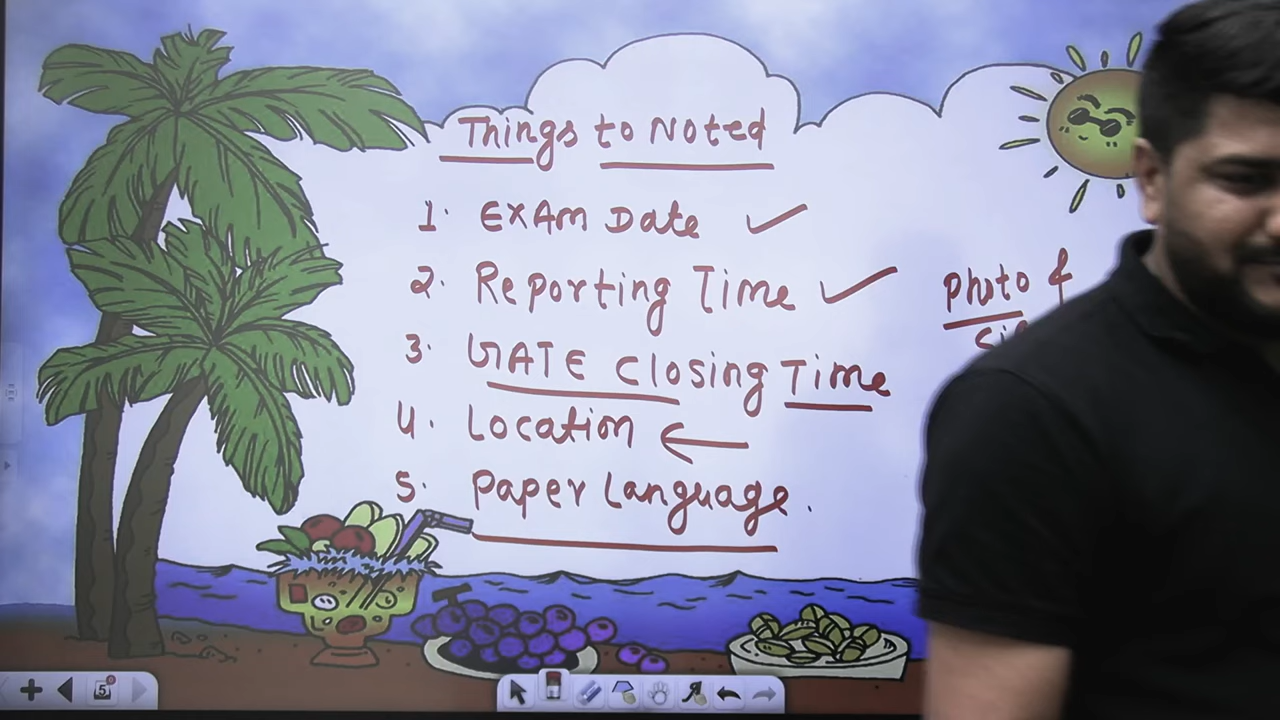 Things to Noted
1. EXAM Date
2. Reporting Time
3. GATE Closing Time
4. Location
5. Paper Language.
Photo
5